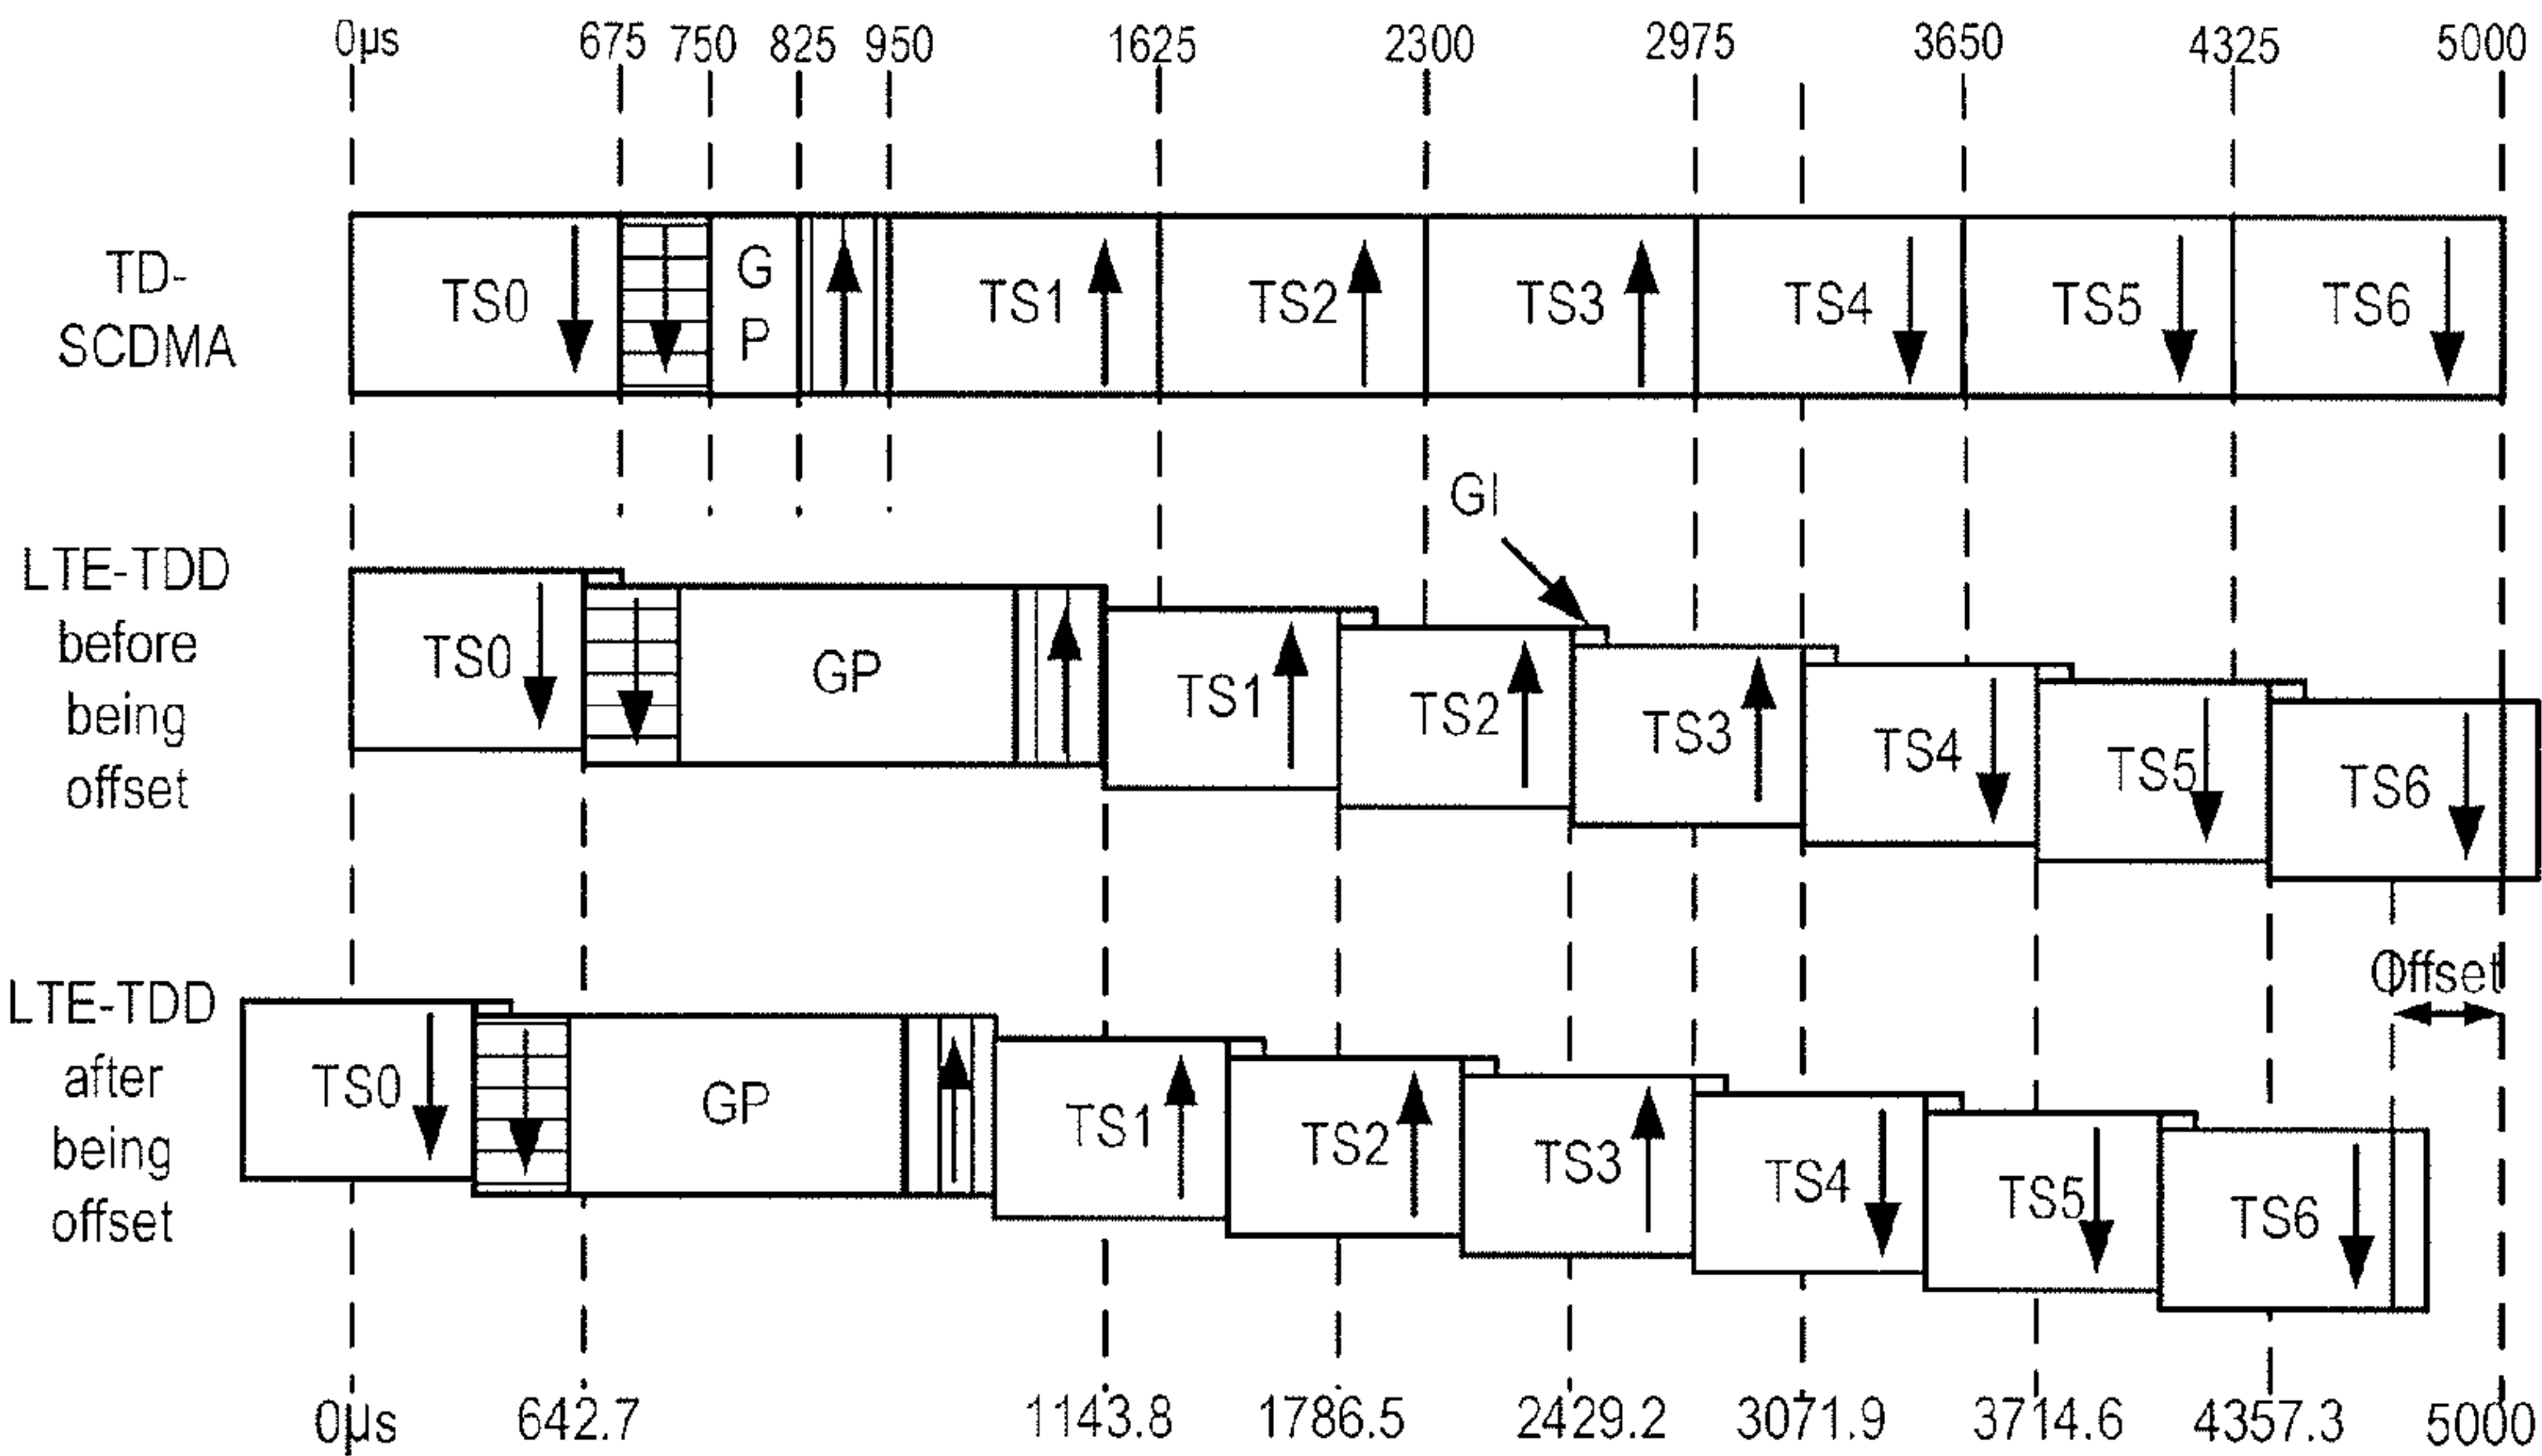 0µs 675 750 825 950 1625 2300 2975 3650 4325 5000
TD-
SCDMA
TS0 G P TS1 TS2 TS3 TS4 TS5 TS6
GI
LTE-TDD
before
being
offset
TS0 GP TS1 TS2 TS3 TS4 TS5 TS6
Offset
LTE-TDD
after
being
offset
TS0 GP TS1 TS2 TS3 TS4 TS5 TS6
0µs 642.7 1143.8 1786.5 2429.2 3071.9 3714.6 4357.3 5000